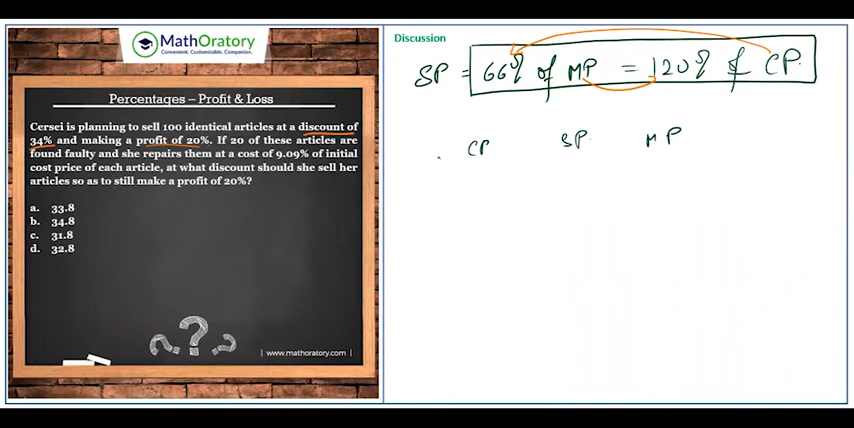 MathOratory
Convenient. Customizable. Companion.
Percentages – Profit & Loss
Cersei is planning to sell 100 identical articles at a discount of
34% and making a profit of 20%. If 20 of these articles are
found faulty and she repairs them at a cost of 9.09% of initial
cost price of each article, at what discount should she sell her
articles so as to still make a profit of 20%?
a. 33.8
b. 34.8
c. 31.8
d. 32.8
| www.mathoratory.com |
Discussion
SP = 66% of MP = 120% of CP.
CP SP. MP